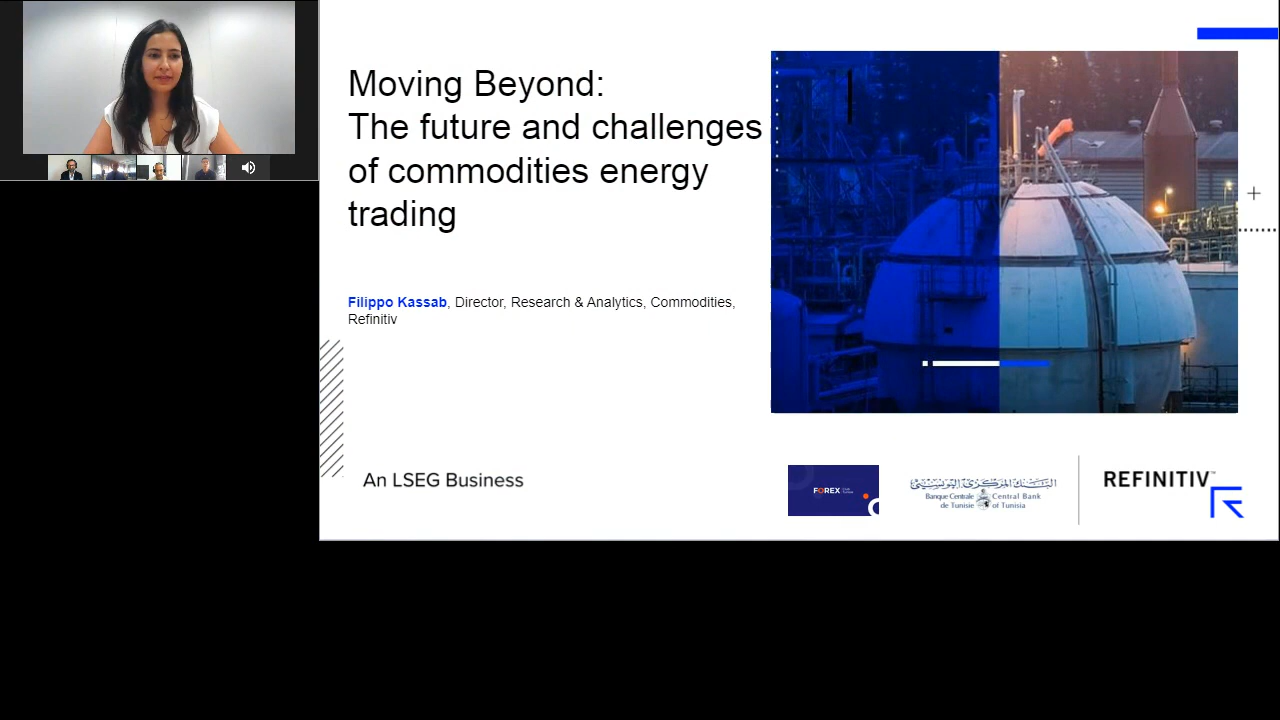 Moving Beyond:
The future and challenges
of commodities energy
trading
Filippo Kassab, Director, Research & Analytics, Commodities,
Refinitiv
An LSEG Business
FOREX
البنك المركزي التونسي
Banque Centrale
de Tunisie
Central Bank
of Tunisia
REFINITIV